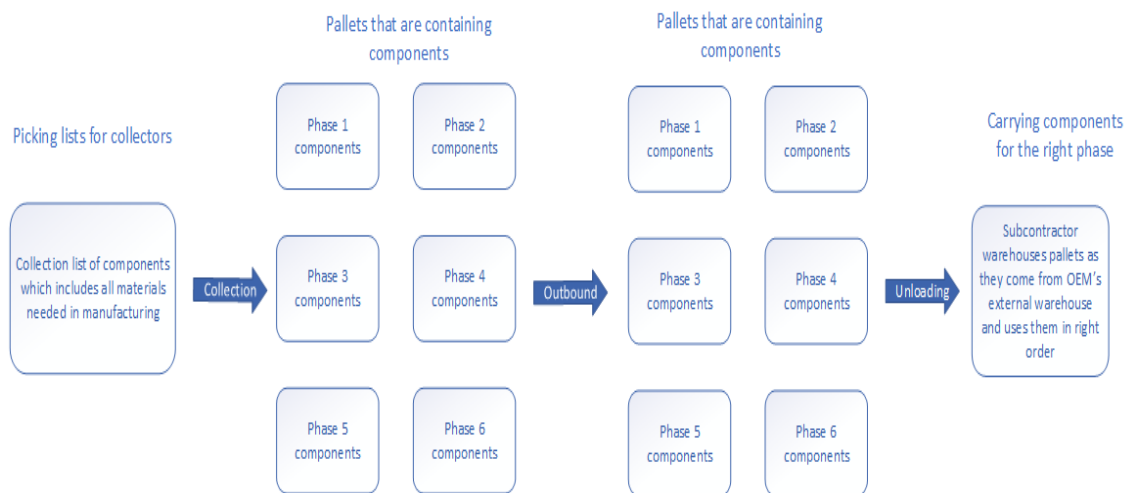 Picking lists for collectors
Collection list of components
which includes all materials
needed in manufacturing
Collection
Pallets that are containing
components
Phase 1
components
Phase 2
components
Phase 3
components
Phase 4
components
Phase 5
components
Phase 6
components
Outbound
Pallets that are containing
components
Phase 1
components
Phase 2
components
Phase 3
components
Phase 4
components
Phase 5
components
Phase 6
components
Unloading
Carrying components
for the right phase
Subcontractor
warehouses pallets as
they come from OEM's
external warehouse
and uses them in right
order